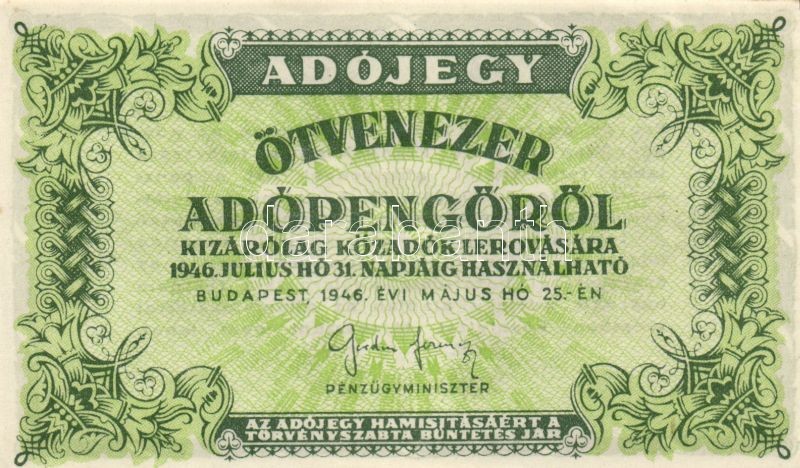 ADÓJEGY
ÖTVENEZER
ADÓPENGŐRŐL
KIZÁRÓLAG KÖZADÓK LEROVÁSÁRA
1946. JULIUS HÓ 31. NAPJÁIG HASZNÁLHATÓ
BUDAPEST, 1946. ÉVI MÁJUS HÓ 25.-ÉN
PÉNZÜGYMINISZTER
AZ ADÓJEGY HAMISITÁSÁÉRT A
TÖRVÉNYSZABTA BÜNTETÉS JÁR